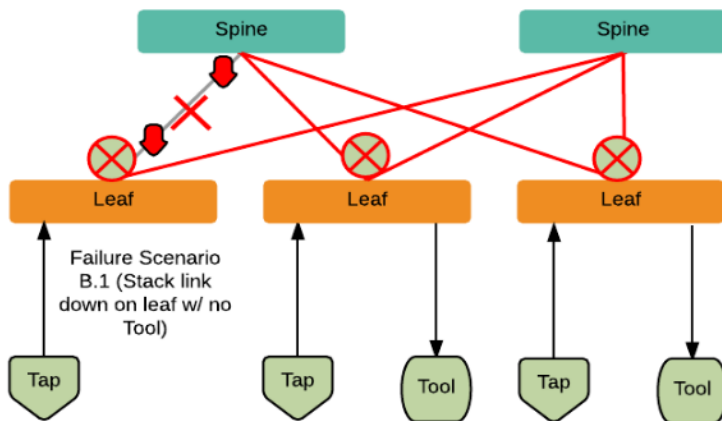 Spine
Spine
Leaf
Leaf
Leaf
Failure Scenario
B.1 (Stack link
down on leaf w/ no
Tool)
Tap
Tap
Tool
Tap
Tool